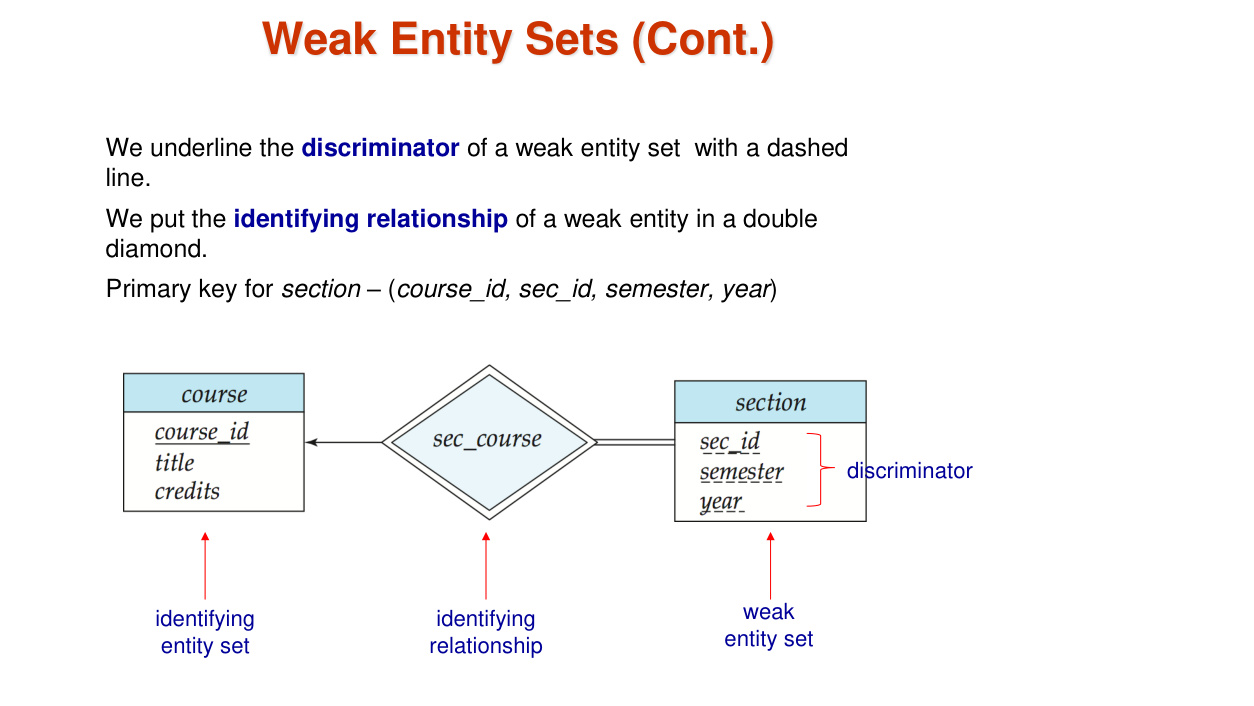 Weak Entity Sets (Cont.)
We underline the discriminator of a weak entity set  with a dashed
line.
We put the identifying relationship of a weak entity in a double
diamond.
Primary key for section – (course_id, sec_id, semester, year)
course
course_id
title
credits
sec_course
section
sec_id
semester
year
discriminator
identifying
entity set
identifying
relationship
weak
entity set